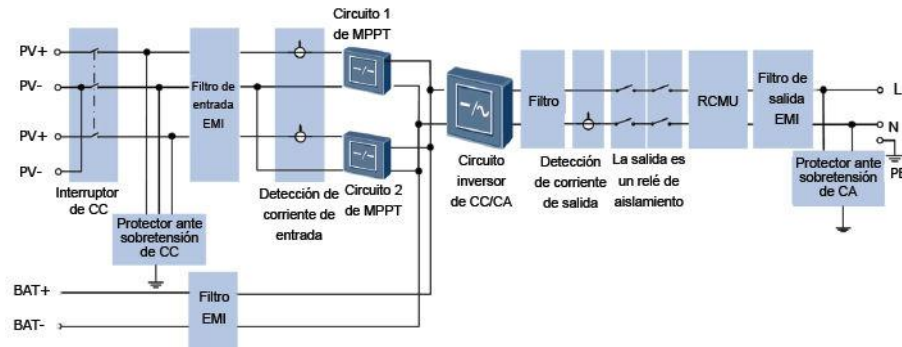 Circuito 1
de MPPT
PV+
PV-
PV+
PV-
Interruptor
de CC
Protector ante
sobretensión
de CC
Filtro de
entrada
EMI
Detección de
corriente de
entrada
Circuito 2
de MPPT
BAT+
BAT-
Filtro
EMI
Circuito
inversor
de CC/CA
Filtro
Detección
de corriente
de salida
La salida es
un relé de
aislamiento
RCMU
Filtro de
salida
EMI
L
N
PE
Protector ante
sobretensión
de CA